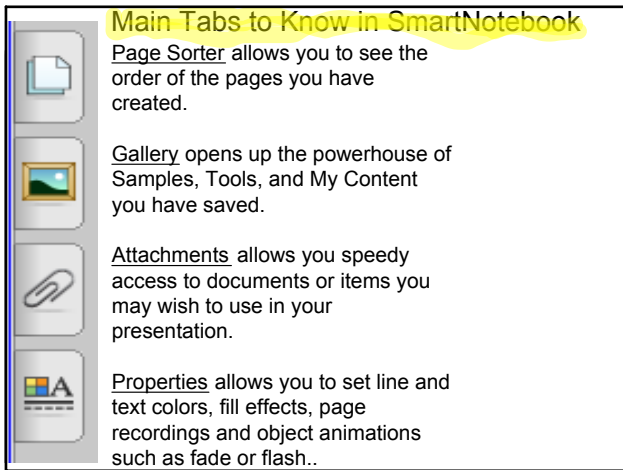 Main Tabs to Know in SmartNotebook
Page Sorter allows you to see the
order of the pages you have
created.
Gallery opens up the powerhouse of
Samples, Tools, and My Content
you have saved.
Attachments allows you speedy
access to documents or items you
may wish to use in your
presentation.
Properties allows you to set line and
text colors, fill effects, page
recordings and object animations
such as fade or flash..
A